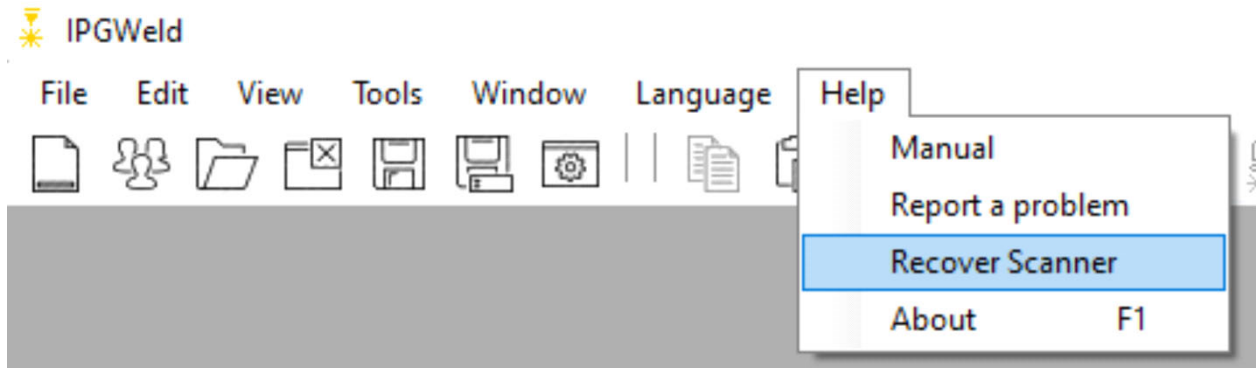 IPGWeld
File Edit View Tools Window Language Help
Manual
Report a problem
Recover Scanner
About F1